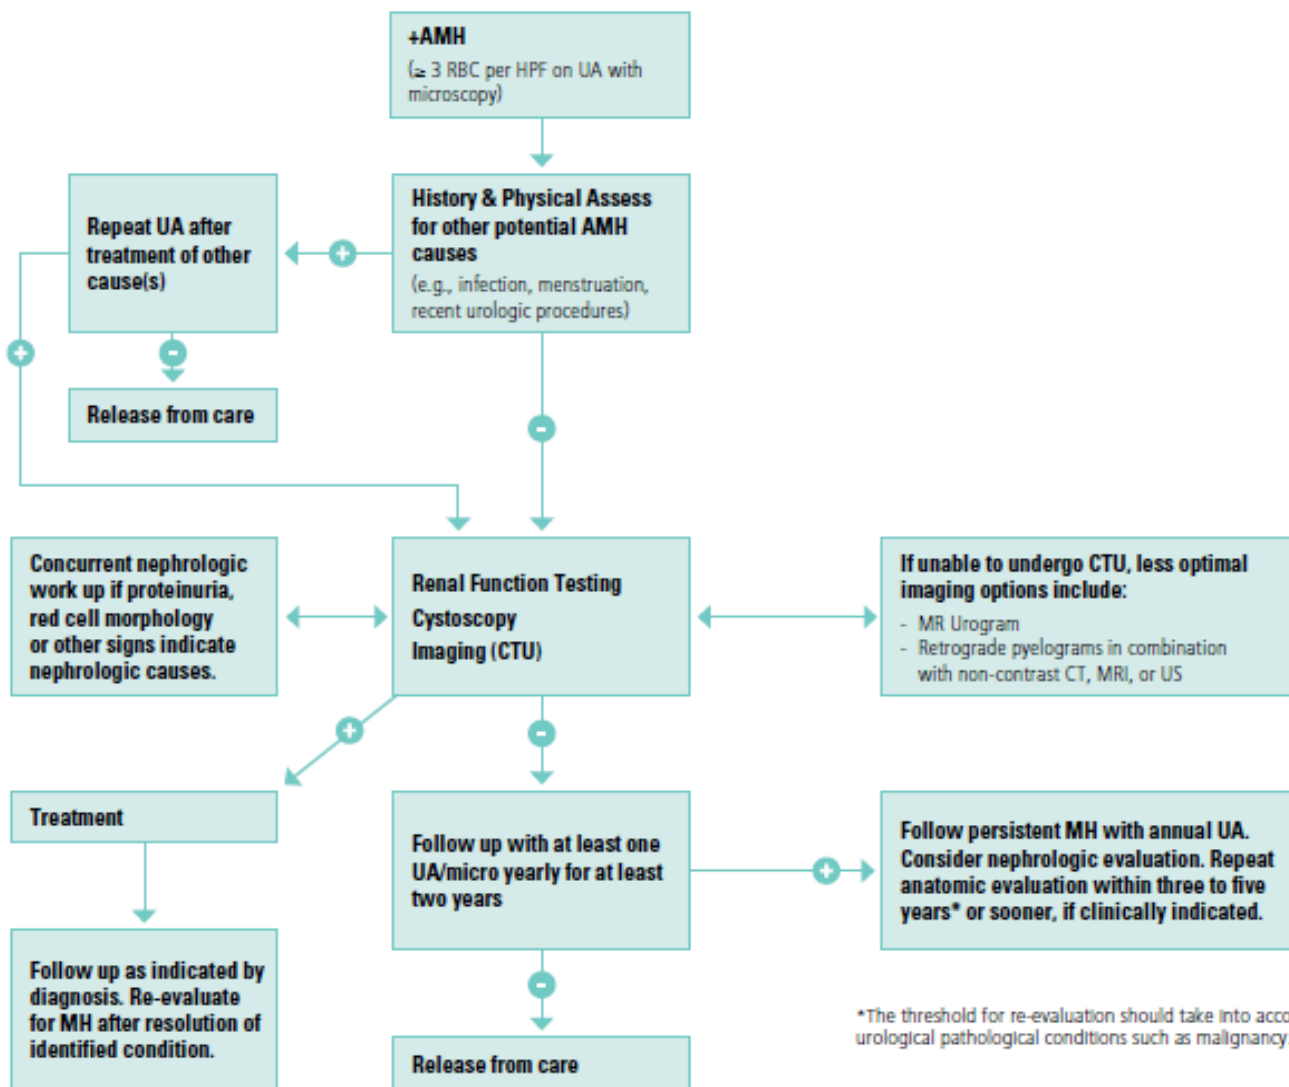 +AMH
(≥ 3 RBC per HPF on UA with
microscopy)
History & Physical Assess
for other potential AMH
causes
(e.g., infection, menstruation,
recent urologic procedures)
+
Repeat UA after
treatment of other
cause(s)
+
-
Release from care
-
Concurrent nephrologic
work up if proteinuria,
red cell morphology
or other signs indicate
nephrologic causes.
Renal Function Testing
Cystoscopy
Imaging (CTU)
If unable to undergo CTU, less optimal
imaging options include:
- MR Urogram
- Retrograde pyelograms in combination
with non-contrast CT, MRI, or US
+
-
Treatment
Follow up with at least one
UA/micro yearly for at least
two years
+
Follow persistent MH with annual UA.
Consider nephrologic evaluation. Repeat
anatomic evaluation within three to five
years* or sooner, if clinically indicated.
Follow up as indicated by
diagnosis. Re-evaluate
for MH after resolution of
identified condition.
-
Release from care
*The threshold for re-evaluation should take into acco
urological pathological conditions such as malignancy